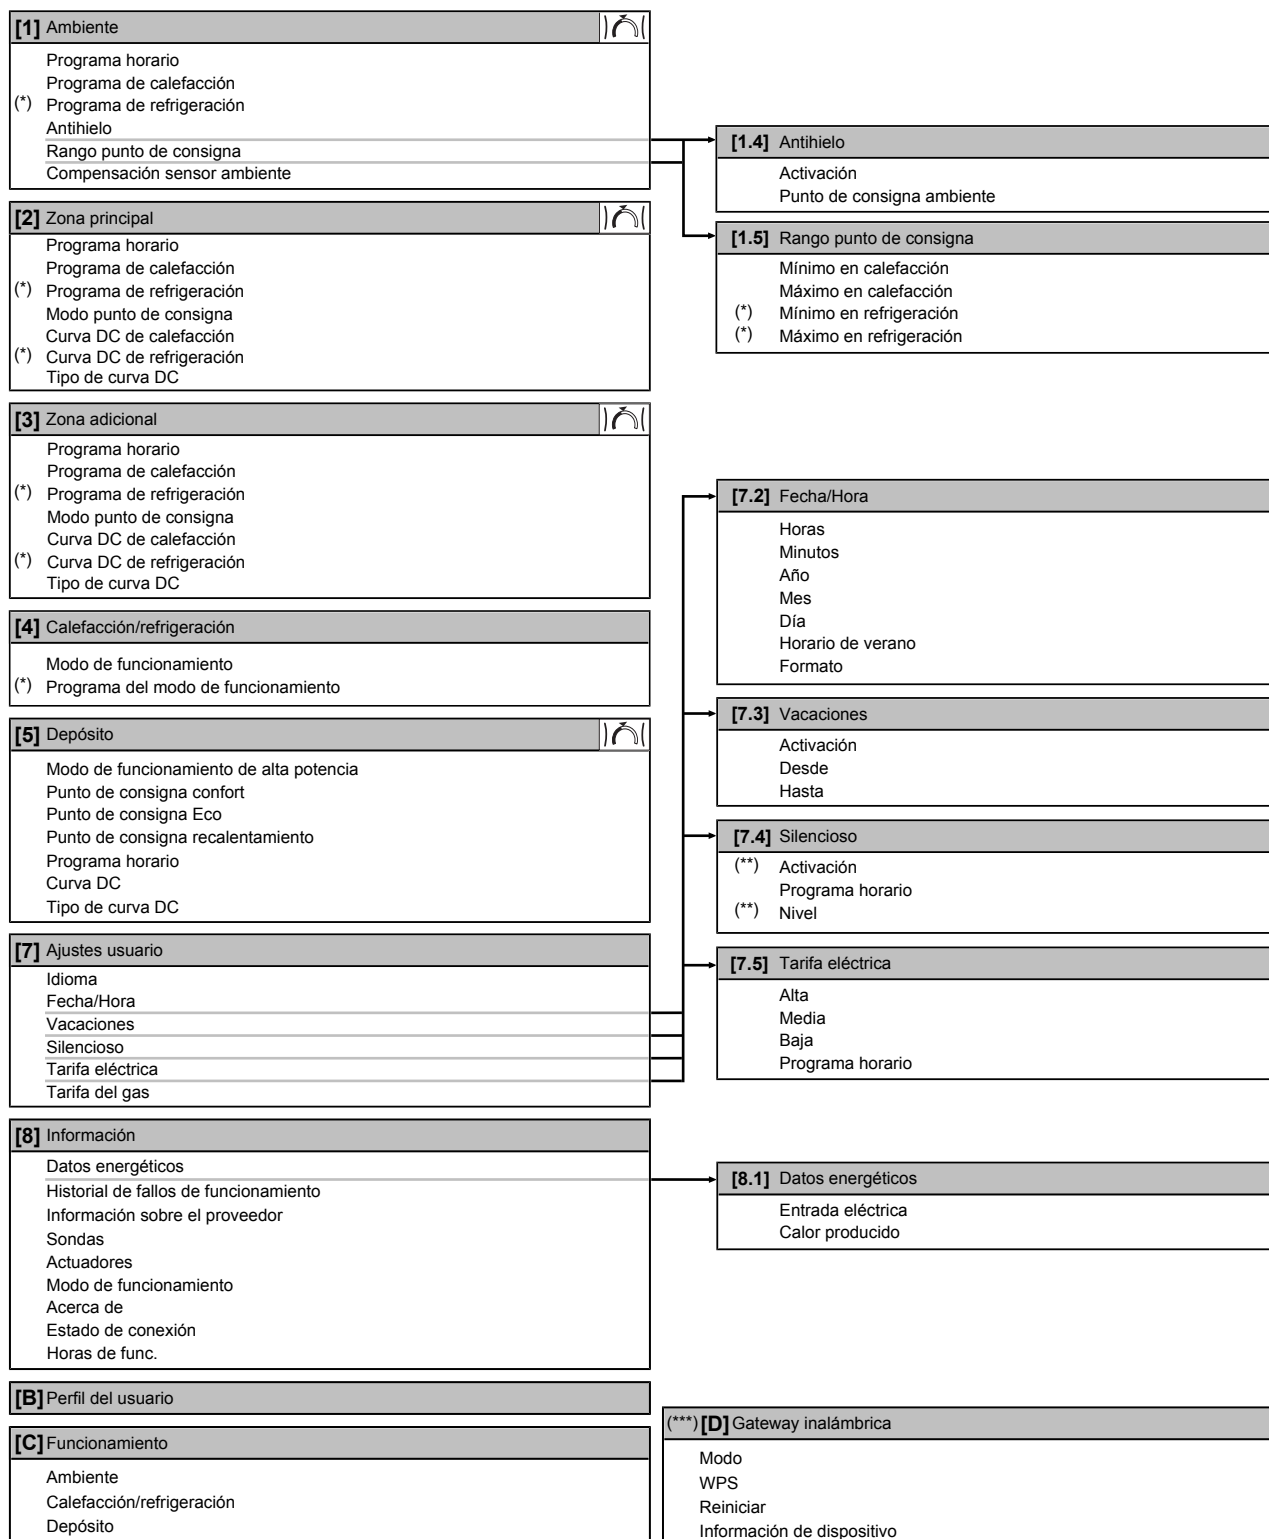 [1] Ambiente
Programa horario
Programa de calefacción
(*) Programa de refrigeración
Antihielo
Rango punto de consigna
Compensación sensor ambiente
[1.4] Antihielo
Activación
Punto de consigna ambiente
[1.5] Rango punto de consigna
Mínimo en calefacción
Máximo en calefacción
(*) Mínimo en refrigeración
(*) Máximo en refrigeración
[2] Zona principal
Programa horario
Programa de calefacción
(*) Programa de refrigeración
Modo punto de consigna
Curva DC de calefacción
(*) Curva DC de refrigeración
Tipo de curva DC
[3] Zona adicional
Programa horario
Programa de calefacción
(*) Programa de refrigeración
Modo punto de consigna
Curva DC de calefacción
(*) Curva DC de refrigeración
Tipo de curva DC
[4] Calefacción/refrigeración
Modo de funcionamiento
(*) Programa del modo de funcionamiento
[5] Depósito
Modo de funcionamiento de alta potencia
Punto de consigna confort
Punto de consigna Eco
Punto de consigna recalentamiento
Programa horario
Curva DC
Tipo de curva DC
[7] Ajustes usuario
Idioma
Fecha/Hora
Vacaciones
Silencioso
Tarifa eléctrica
Tarifa del gas
[7.2] Fecha/Hora
Horas
Minutos
Año
Mes
Día
Horario de verano
Formato
[7.3] Vacaciones
Activación
Desde
Hasta
[7.4] Silencioso
(**) Activación
Programa horario
(**) Nivel
[7.5] Tarifa eléctrica
Alta
Media
Baja
Programa horario
[8] Información
Datos energéticos
Historial de fallos de funcionamiento
Información sobre el proveedor
Sondas
Actuadores
Modo de funcionamiento
Acerca de
Estado de conexión
Horas de func.
[8.1] Datos energéticos
Entrada eléctrica
Calor producido
[B] Perfil del usuario
[C] Funcionamiento
Ambiente
Calefacción/refrigeración
Depósito
(***) [D] Gateway inalámbrica
Modo
WPS
Reiniciar
Información de dispositivo